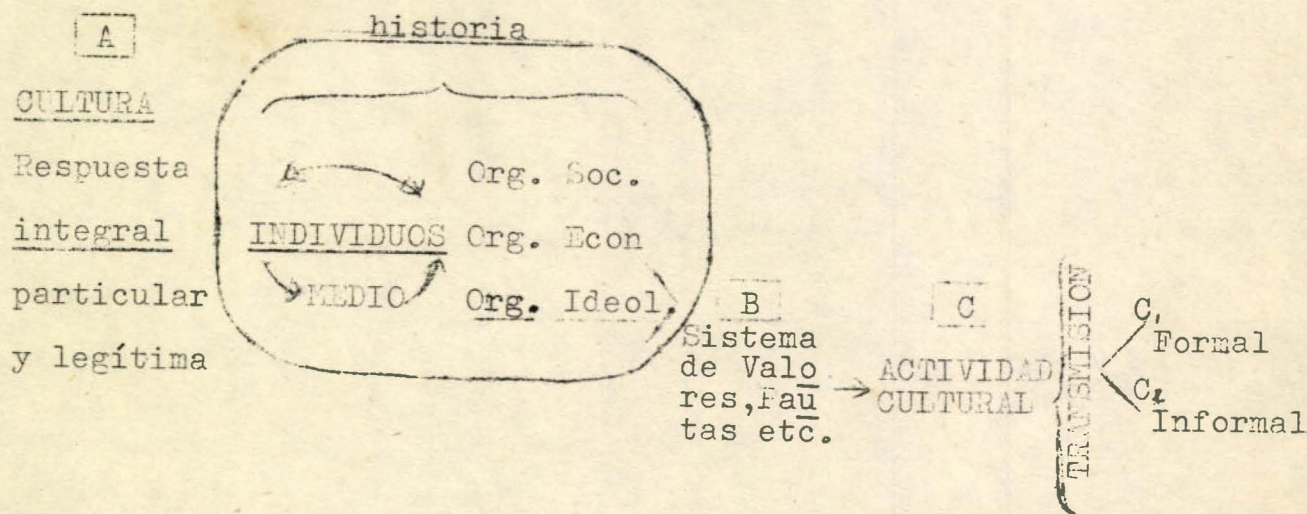 A
CULTURA
Respuesta
integral
particular
y legítima
historia
Org. Soc.
INDIVIDUOS Org. Econ
MEDIO Org. Ideol.
B
Sistema
de Valo
res, Pau
tas etc.
C
ACTIVIDAD
CULTURAL
TRANSMISION
C1
Formal
C2
Informal